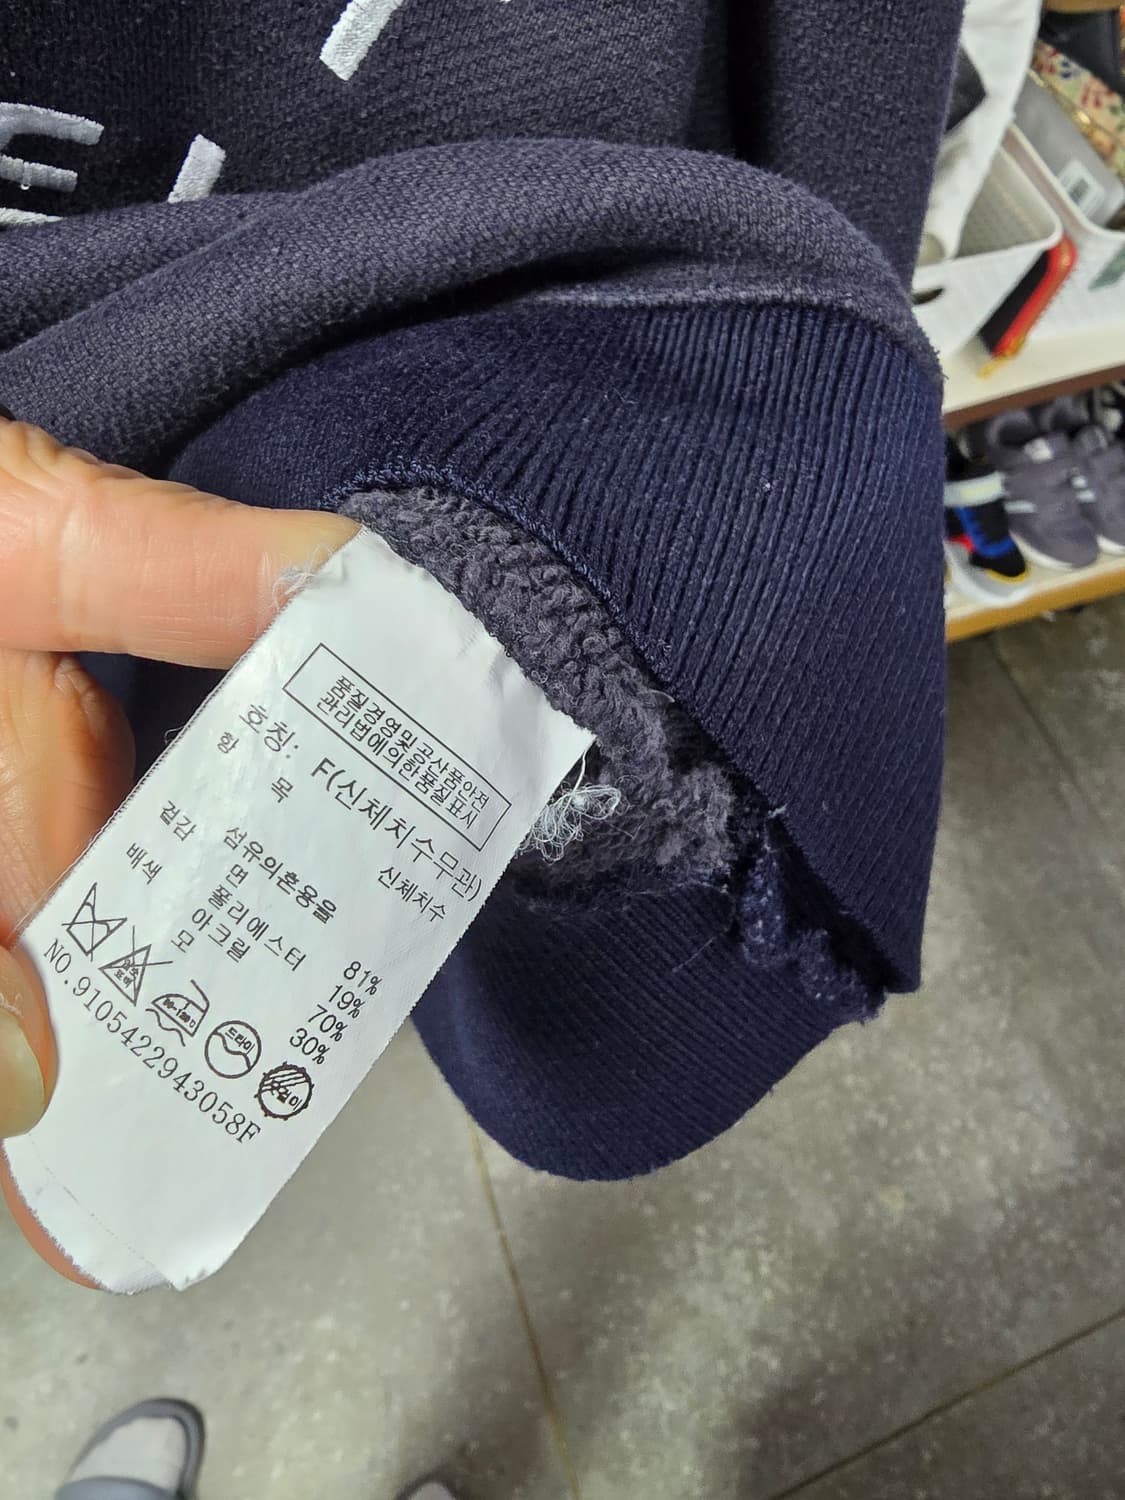 품질경영및공산품안전
관리법에의한품질표시
호칭: F(신체치수무관)
항 목 신체치수
섬유의혼용율
겉감 면 81%
폴리에스터 19%
배색 아크릴 70%
모 30%
드라이
NO.9105422943058F